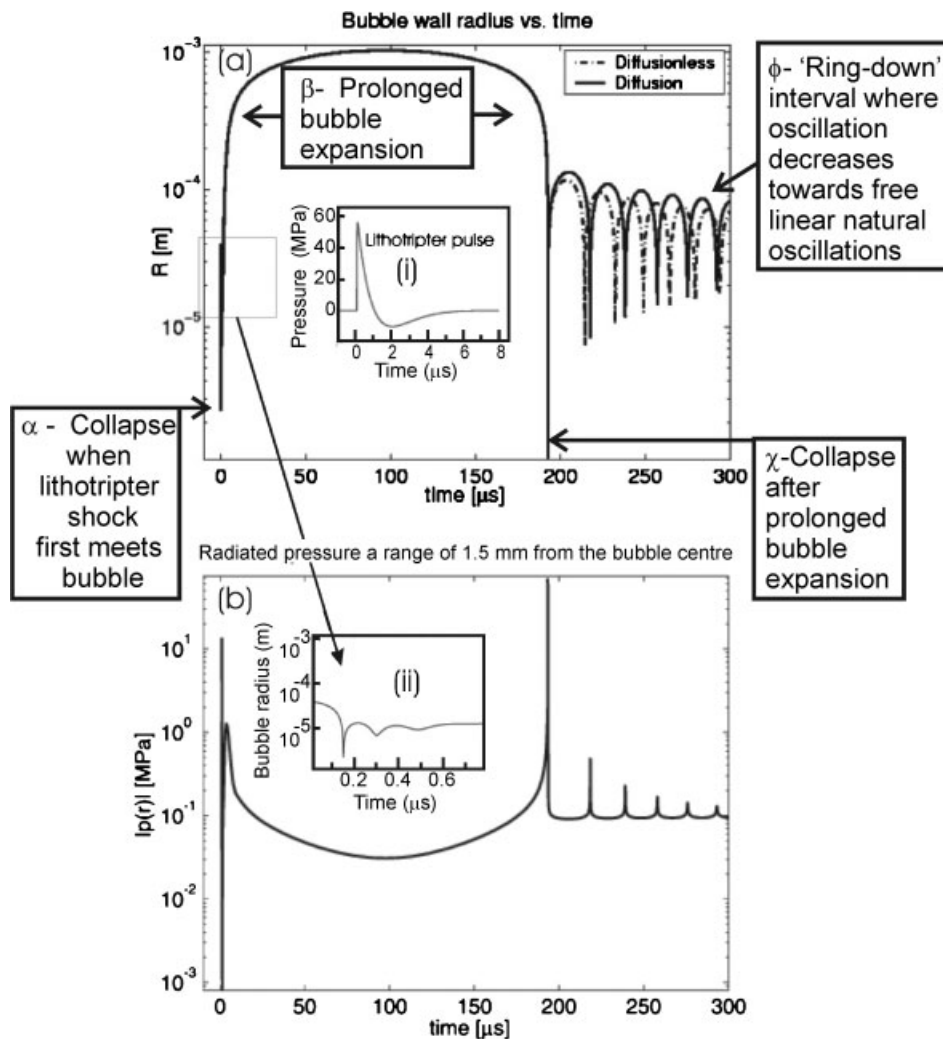 Bubble wall radius vs. time
(a)
10⁻³
10⁻⁴
10⁻⁵
R [m]
Diffusionless
Diffusion
β- Prolonged
bubble
expansion
ϕ- ‘Ring-down’
interval where
oscillation
decreases
towards free
linear natural
oscillations
60
40
20
0
Pressure (MPa)
Lithotripter pulse
(i)
0 2 4 6 8
Time (μs)
α - Collapse
when
lithotripter
shock
first meets
bubble
0 50 100 150 200 250 300
time [μs]
χ-Collapse
after
prolonged
bubble
expansion
Radiated pressure a range of 1.5 mm from the bubble centre
(b)
10¹
10⁰
10⁻¹
10⁻²
10⁻³
|p(r)| [MPa]
Bubble radius (m)
10⁻³
10⁻⁴
10⁻⁵
(ii)
0.2 0.4 0.6
Time (μs)
0 50 100 150 200 250 300
time [μs]